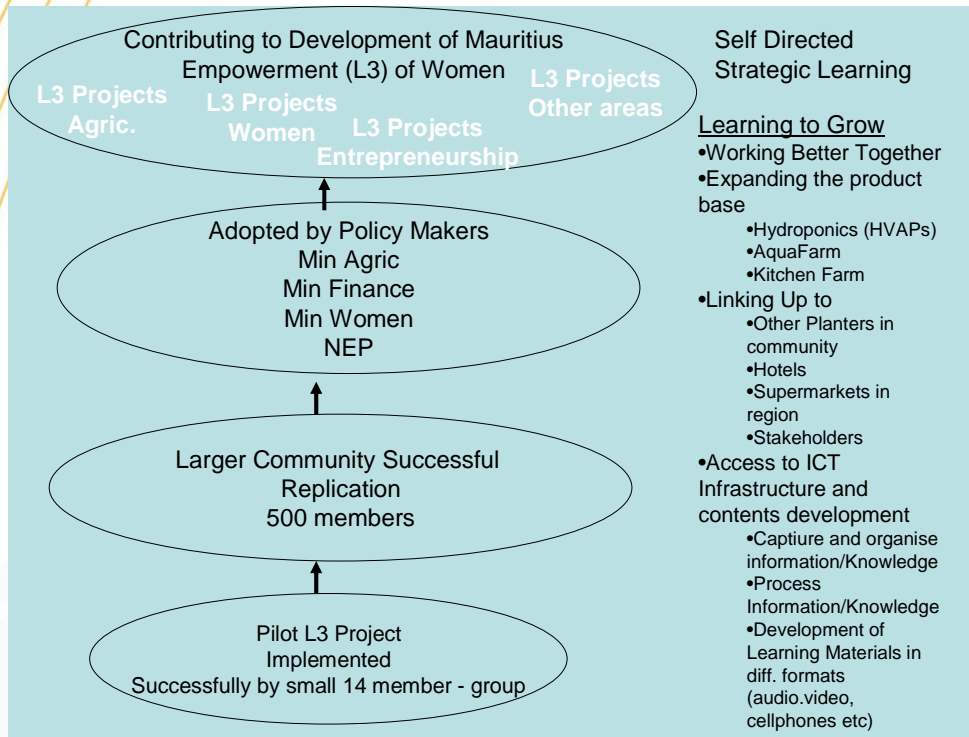 Contributing to Development of Mauritius
Empowerment (L3) of Women
L3 Projects
Agric.
L3 Projects
Women
L3 Projects
Entrepreneurship
L3 Projects
Other areas
Adopted by Policy Makers
Min Agric
Min Finance
Min Women
NEP
Larger Community Successful
Replication
500 members
Pilot L3 Project
Implemented
Successfully by small 14 member - group
Self Directed
Strategic Learning
Learning to Grow
•Working Better Together
•Expanding the product
base
•Hydroponics (HVAPs)
•AquaFarm
•Kitchen Farm
•Linking Up to
•Other Planters in
community
•Hotels
•Supermarkets in
region
•Stakeholders
•Access to ICT
Infrastructure and
contents development
•Captiure and organise
information/Knowledge
•Process
Information/Knowledge
•Development of
Learning Materials in
diff. formats
(audio.video,
cellphones etc)